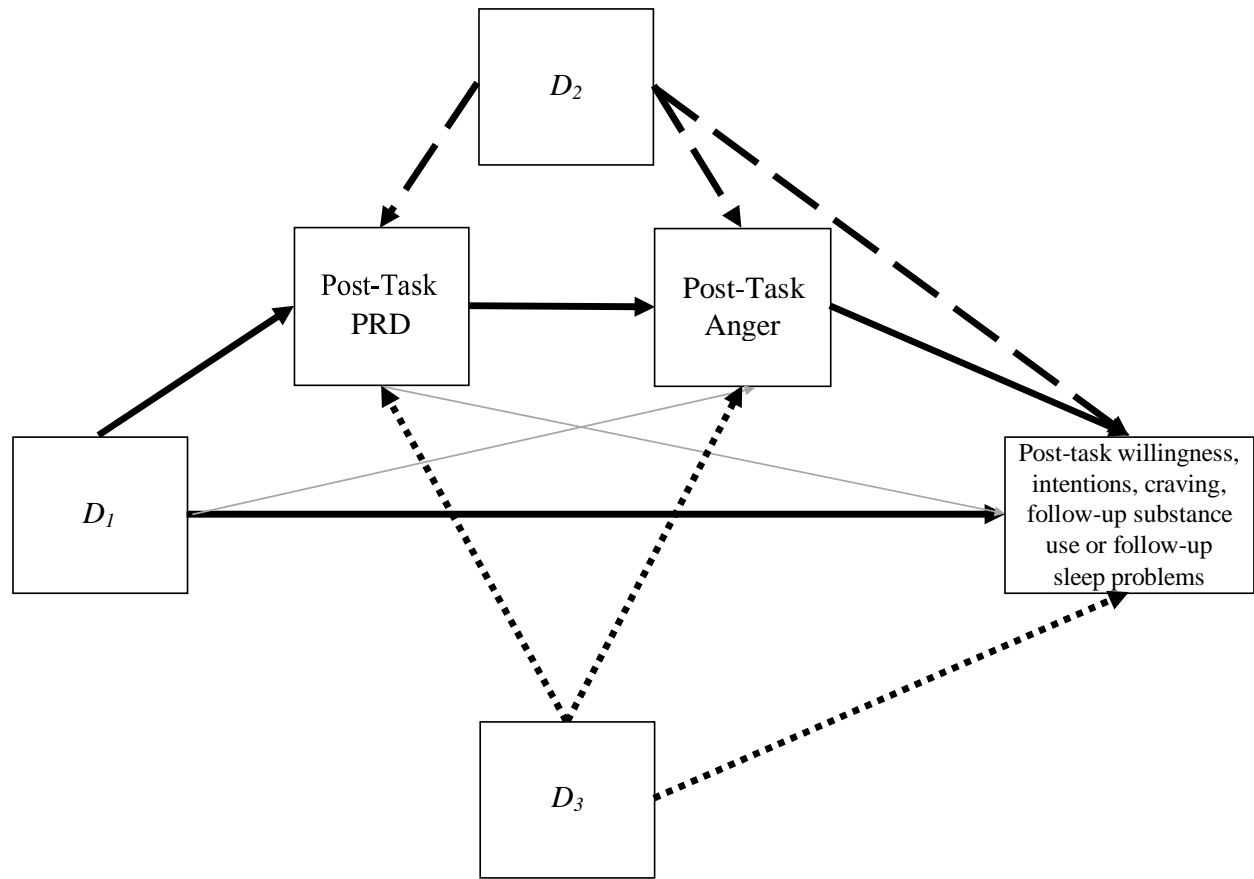 D2
Post-Task
PRD
Post-Task
Anger
D1
Post-task willingness,
intentions, craving,
follow-up substance
use or follow-up
sleep problems
D3